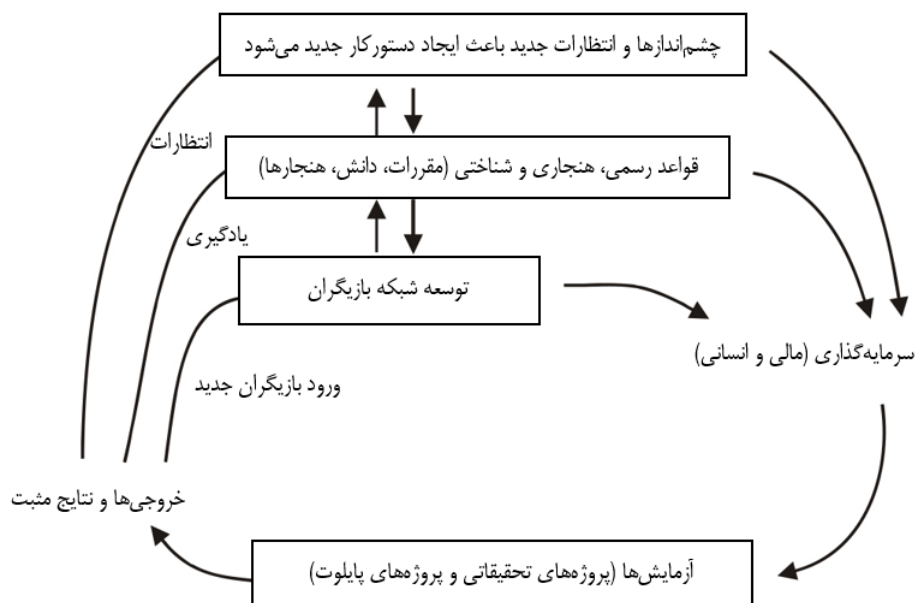 چشم‌اندازها و انتظارات جدید باعث ایجاد دستورکار جدید می‌شود
انتظارات
قواعد رسمی، هنجاری و شناختی (مقررات، دانش، هنجارها)
یادگیری
توسعه شبکه بازیگران
سرمایه‌گذاری (مالی و انسانی)
ورود بازیگران جدید
خروجی‌ها و نتایج مثبت
آزمایش‌ها (پروژه‌های تحقیقاتی و پروژه‌های پایلوت)